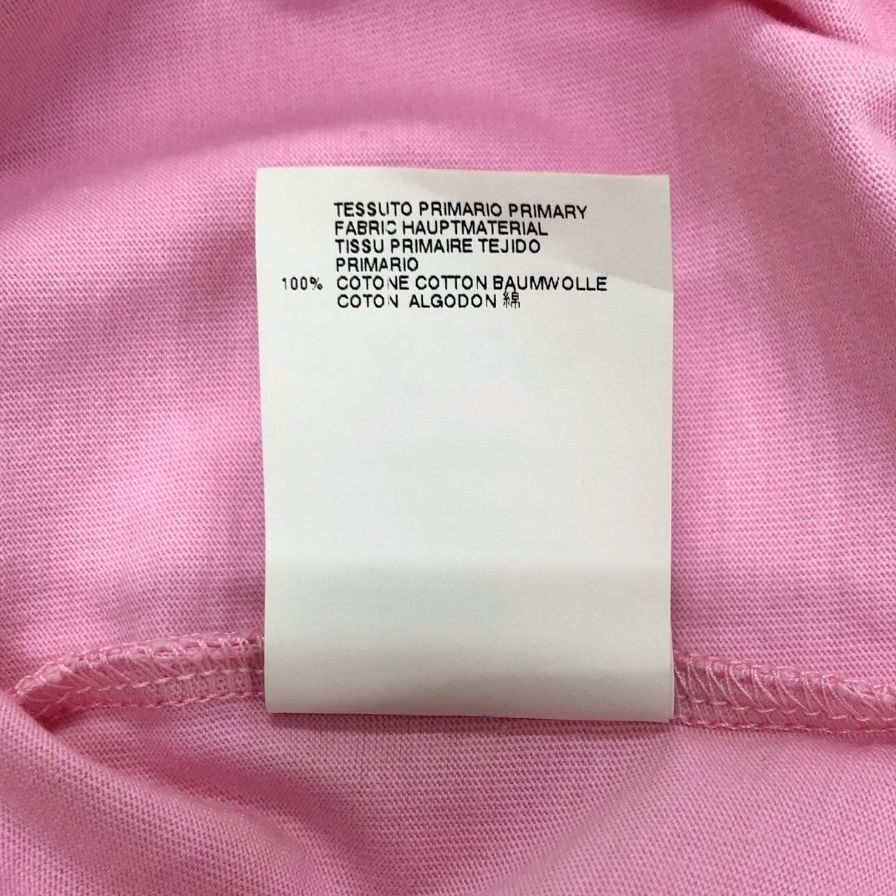 TESSUTO PRIMARIO PRIMARY
FABRIC HAUPTMATERIAL
TISSU PRIMAIRE TEJIDO
PRIMARIO
100% COTONE COTTON BAUMWOLLE
COTON ALGODON 綿